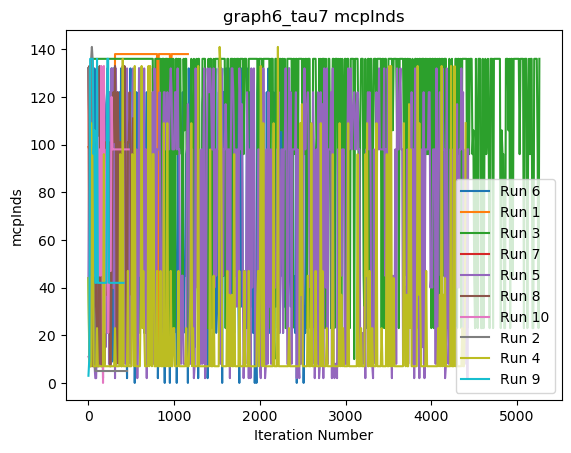 graph6_tau7 mcpInds
mcpInds
140
120
100
80
60
40
20
0
0 1000 2000 3000 4000 5000
Iteration Number
Run 6
Run 1
Run 3
Run 7
Run 5
Run 8
Run 10
Run 2
Run 4
Run 9